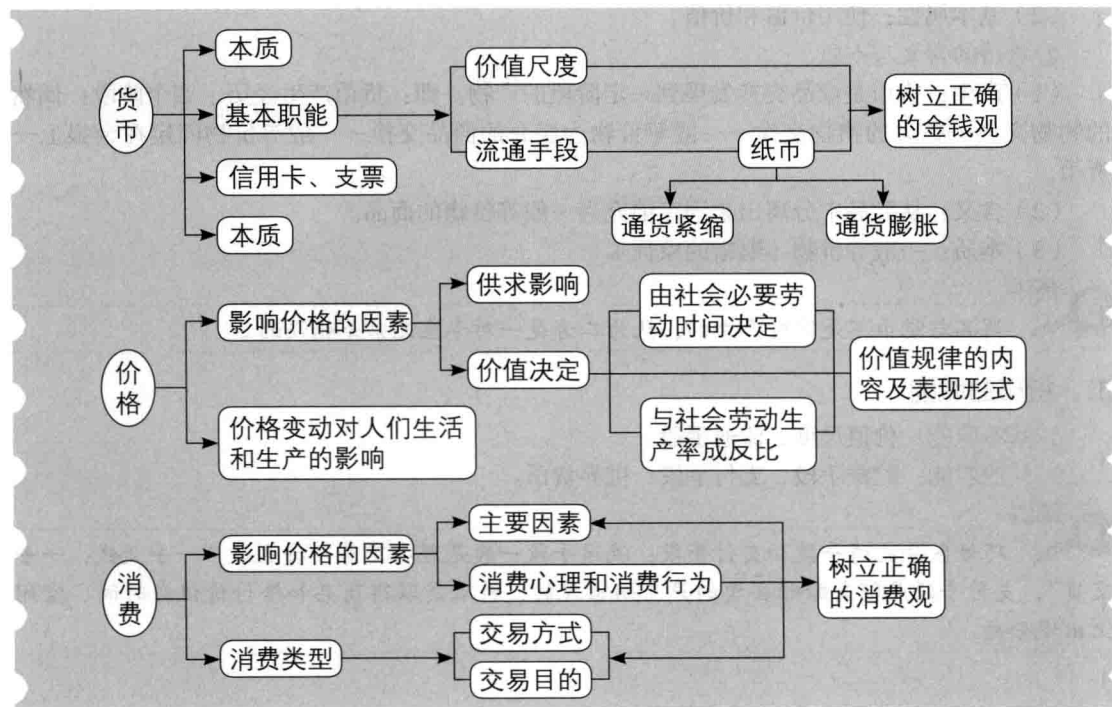 货币
本质
基本职能
信用卡、支票
本质
价值尺度
流通手段
纸币
树立正确
的金钱观
通货紧缩
通货膨胀
价格
影响价格的因素
价格变动对人们生活
和生产的影响
供求影响
价值决定
由社会必要劳
动时间决定
与社会劳动生
产率成反比
价值规律的内
容及表现形式
消费
影响价格的因素
消费类型
主要因素
消费心理和消费行为
交易方式
交易目的
树立正确
的消费观